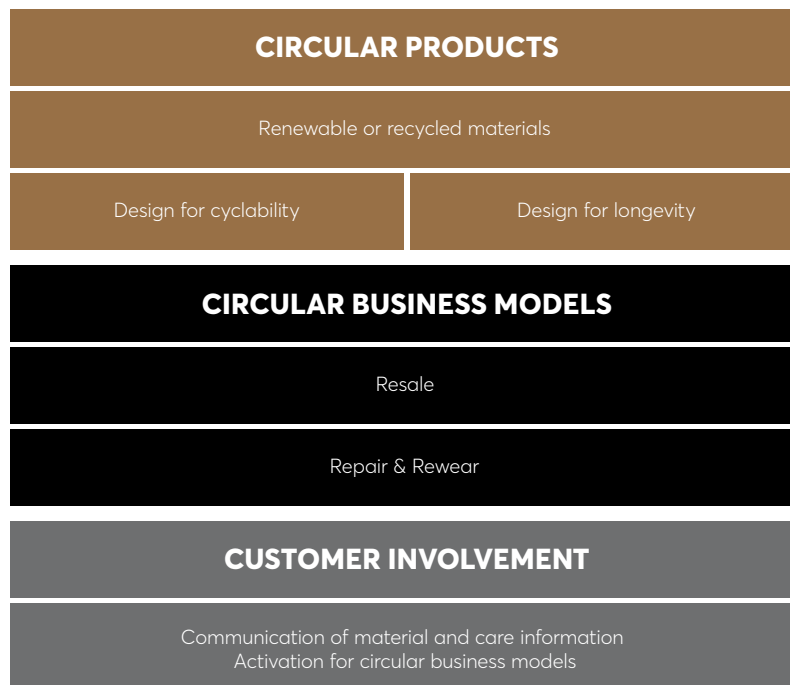 CIRCULAR PRODUCTS
Renewable or recycled materials
Design for cyclability
Design for longevity
CIRCULAR BUSINESS MODELS
Resale
Repair & Rewear
CUSTOMER INVOLVEMENT
Communication of material and care information
Activation for circular business models